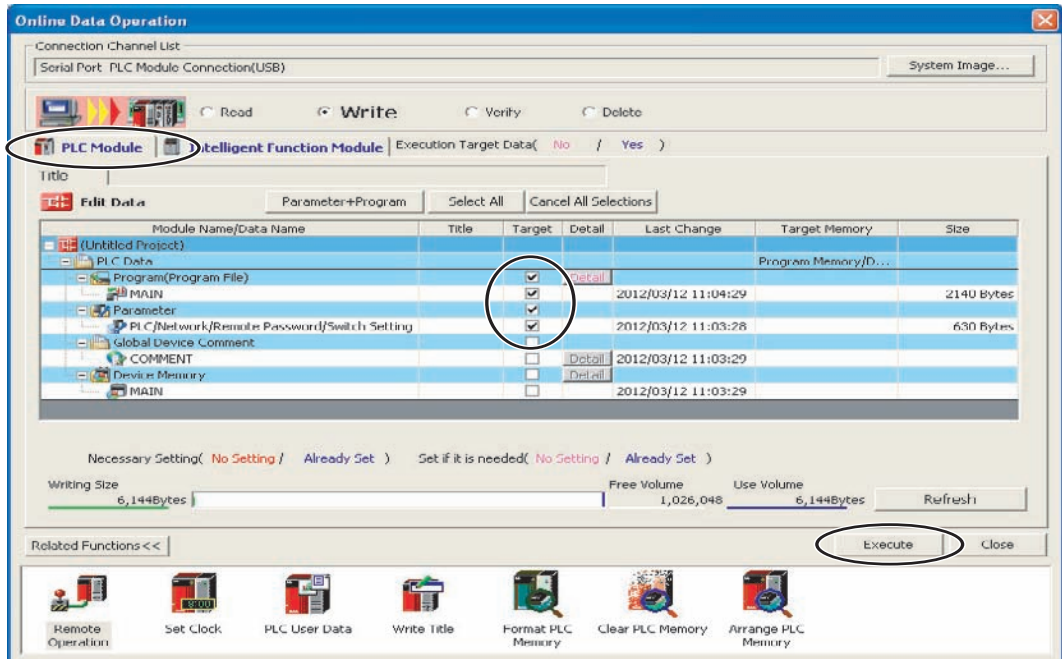 Online Data Operation
Connection Channel List
Serial Port PLC Module Connection(USB)
System Image...
Read
Write
Verify
Delete
PLC Module
Intelligent Function Module
Execution Target Data( No / Yes )
Title
Edit Data
Parameter+Program
Select All
Cancel All Selections
Module Name/Data Name Title Target Detail Last Change Target Memory Size
(Untitled Project)
PLC Data Program Memory/D...
Program(Program File) Detail
MAIN 2012/03/12 11:04:29 2140 Bytes
Parameter
PLC/Network/Remote Password/Switch Setting 2012/03/12 11:03:28 630 Bytes
Global Device Comment
COMMENT Detail 2012/03/12 11:03:29
Device Memory Detail
MAIN 2012/03/12 11:03:29
Necessary Setting( No Setting / Already Set ) Set if it is needed( No Setting / Already Set )
Writing Size Free Volume Use Volume
6,144Bytes 1,026,048 6,144Bytes Refresh
Related Functions<< Execute Close
Remote Operation
Set Clock
PLC User Data
Write Title
Format PLC Memory
Clear PLC Memory
Arrange PLC Memory